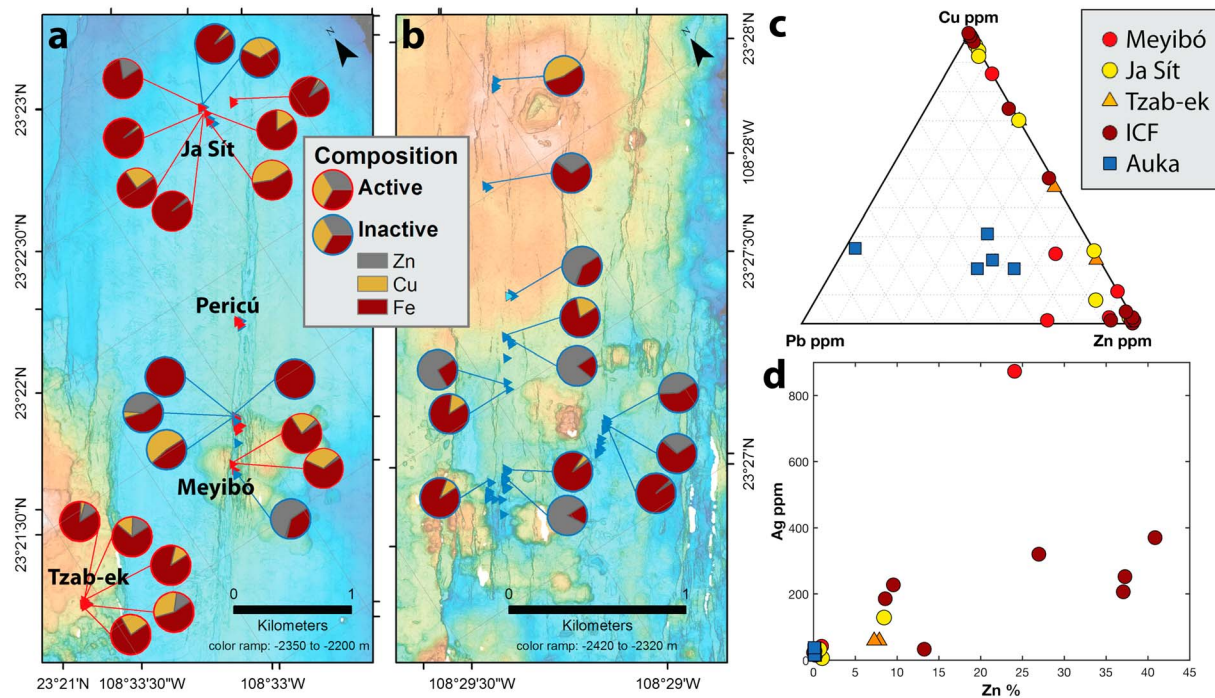 a
N
Ja Sít
Pericú
Meyibó
Tzab-ek
23°23'N
23°22'30"N
23°22'N
23°21'30"N
23°21'N
108°33'30"W
108°33'W
0
1
Kilometers
color ramp: -2350 to -2200 m
Composition
Active
Inactive
Zn
Cu
Fe
b
N
23°28'N
108°28'W
23°27'30"N
23°27'N
108°29'30"W
108°29'W
0
1
Kilometers
color ramp: -2420 to -2320 m
c
Cu ppm
Pb ppm
Zn ppm
Meyibó
Ja Sít
Tzab-ek
ICF
Auka
d
Ag ppm
800
600
400
200
0
0
5
10
15
20
25
30
35
40
45
Zn %